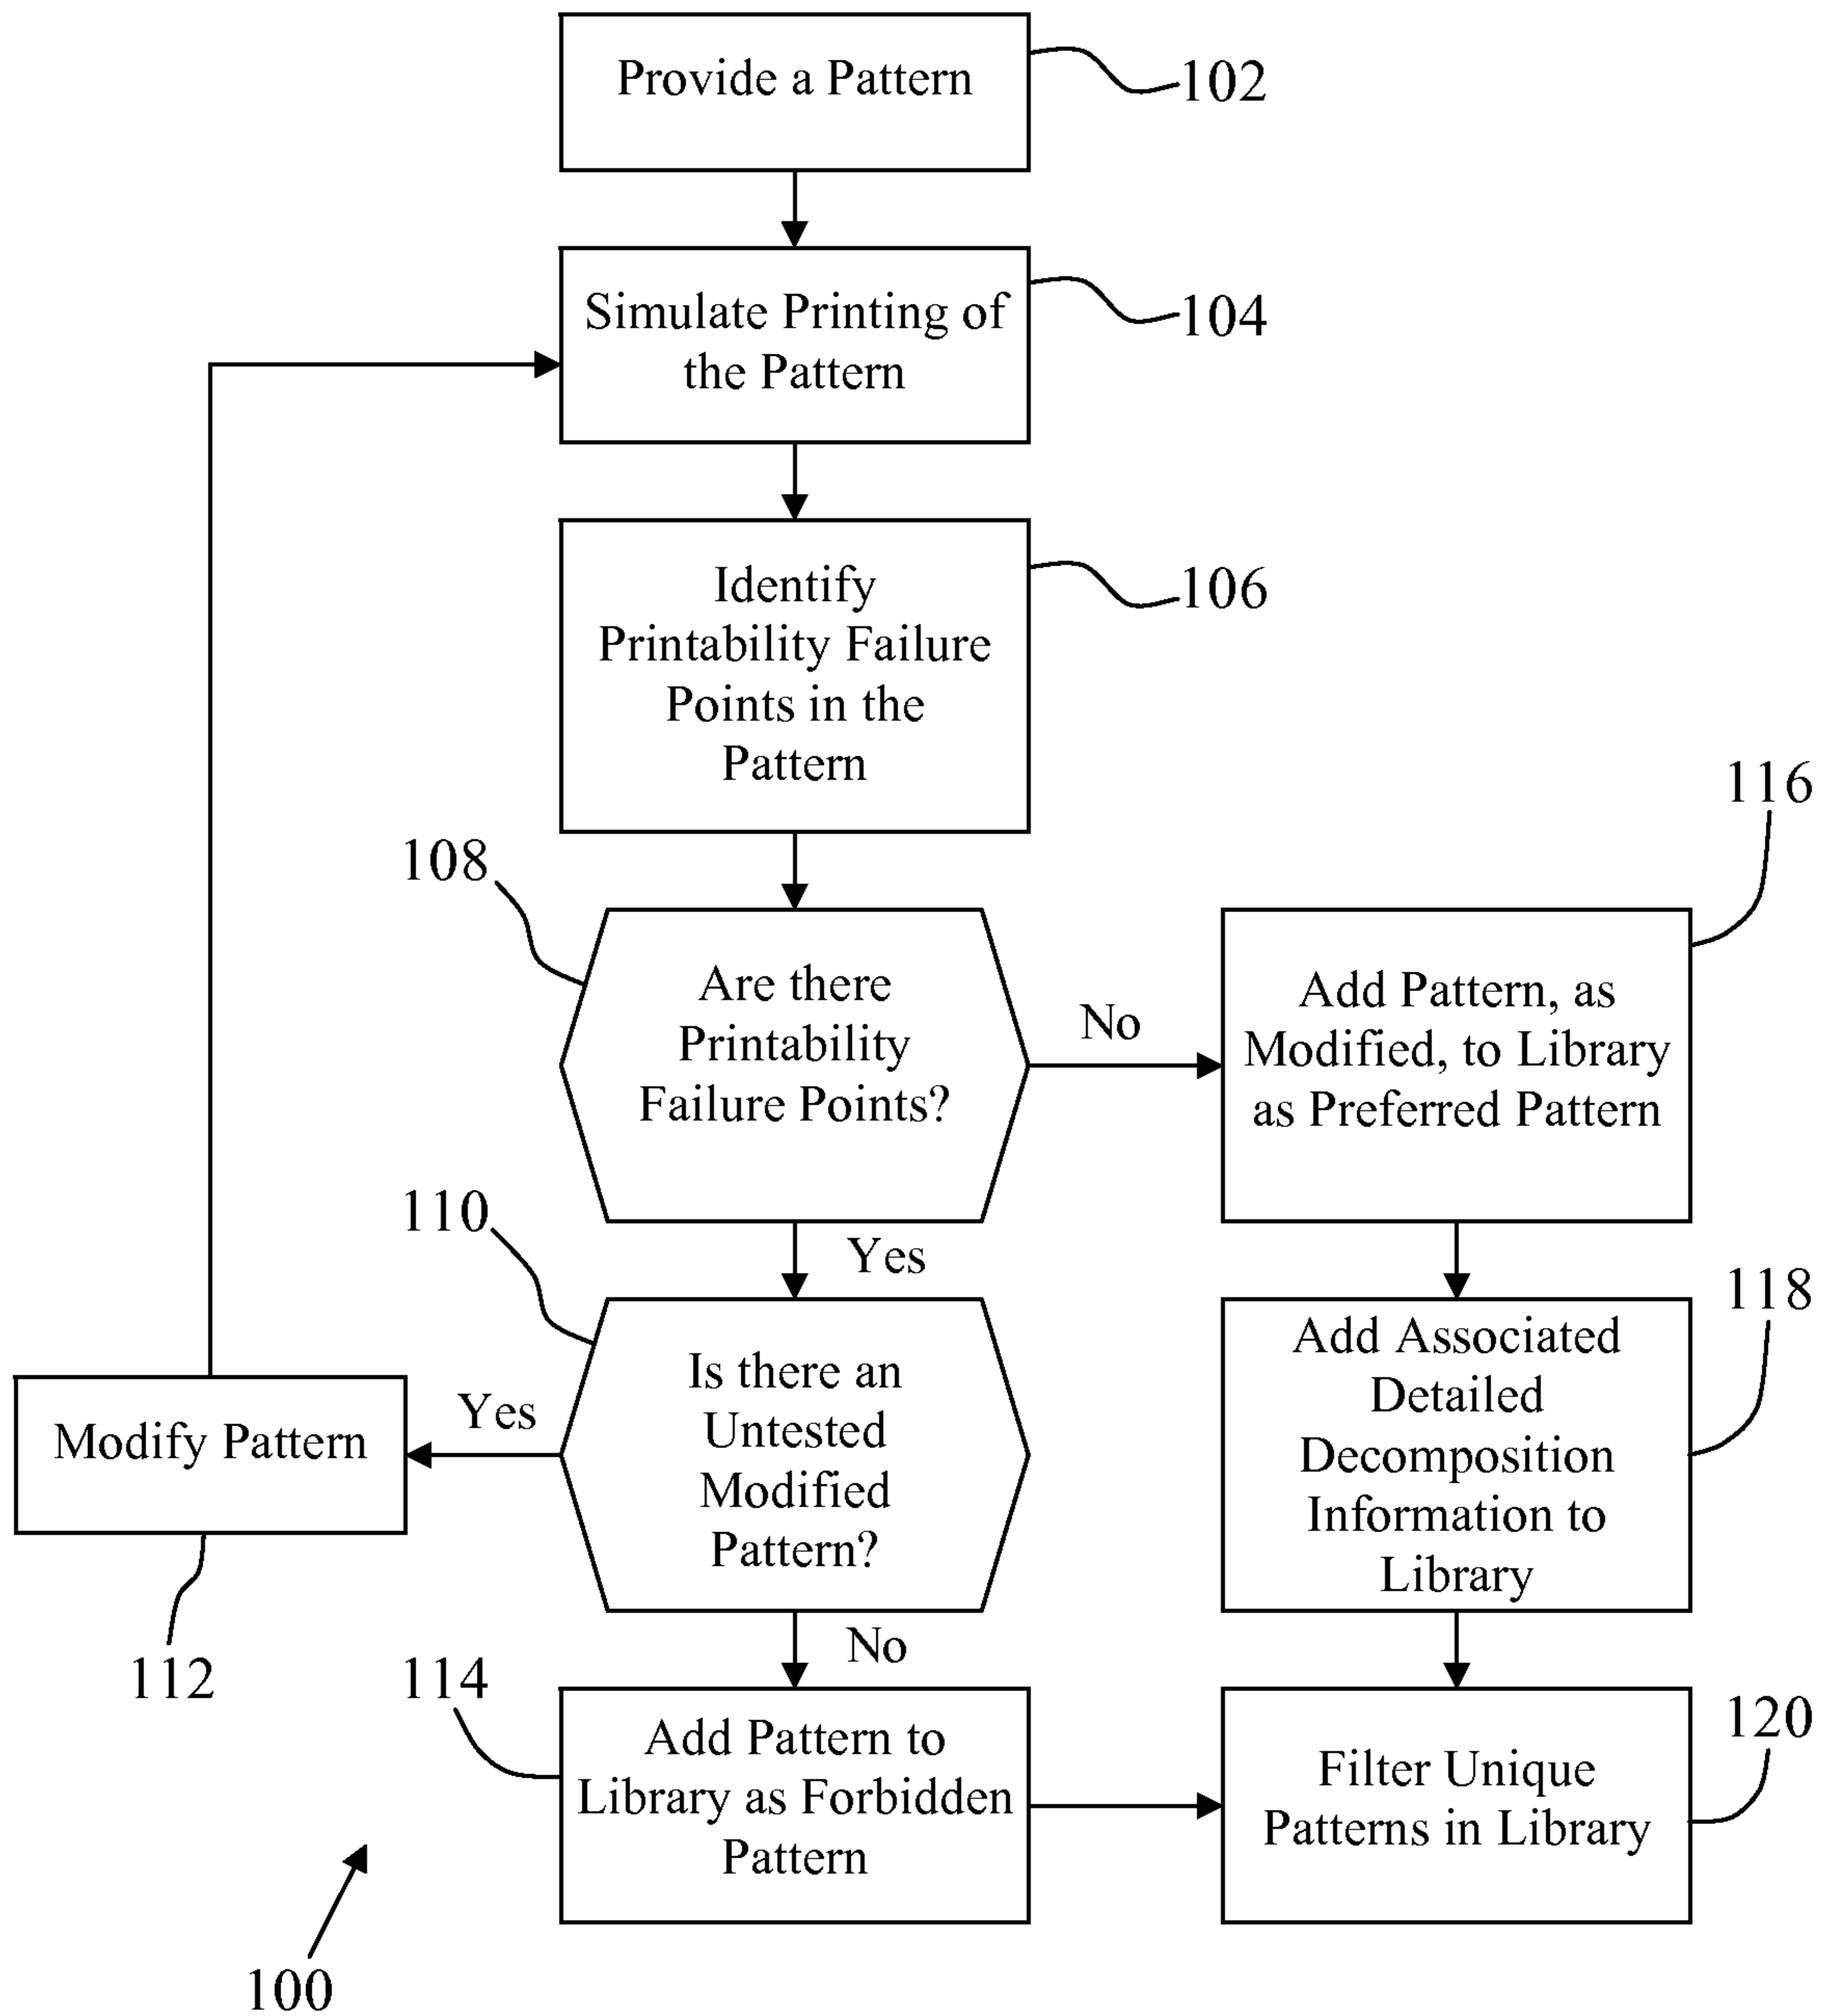 Provide a Pattern
102
Simulate Printing of
the Pattern
104
Identify
Printability Failure
Points in the
Pattern
106
108
Are there
Printability
Failure Points?
No
116
Add Pattern, as
Modified, to Library
as Preferred Pattern
Yes
110
Is there an
Untested
Modified
Pattern?
Yes
Modify Pattern
112
118
Add Associated
Detailed
Decomposition
Information to
Library
No
114
Add Pattern to
Library as Forbidden
Pattern
120
Filter Unique
Patterns in Library
100